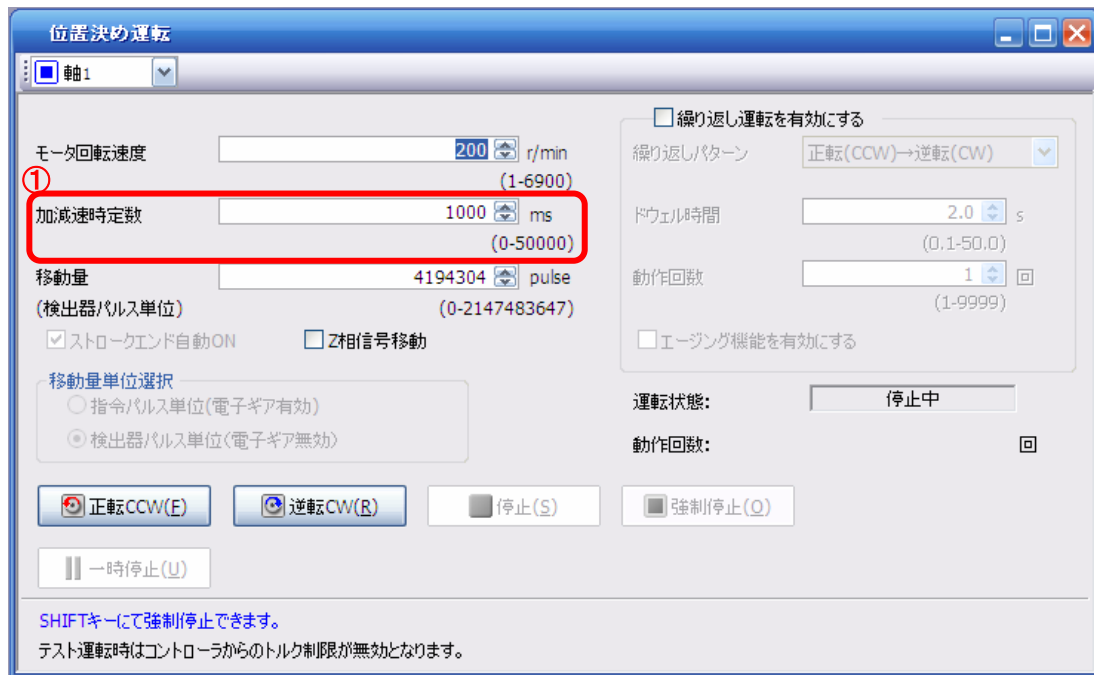 位置決め運転
軸1
モータ回転速度 200 r/min
(1-6900)
①
加減速時定数 1000 ms
(0-50000)
移動量 4194304 pulse
(検出器パルス単位) (0-2147483647)
ストロークエンド自動ON Z相信号移動
移動量単位選択
指令パルス単位(電子ギア有効)
検出器パルス単位(電子ギア無効)
繰り返し運転を有効にする
繰り返しパターン 正転(CCW)→逆転(CW)
ドウェル時間 2.0 s
(0.1-50.0)
動作回数 1 回
(1-9999)
エージング機能を有効にする
運転状態: 停止中
動作回数: 回
正転CCW(F) 逆転CW(R) 停止(S) 強制停止(O)
一時停止(U)
SHIFTキーにて強制停止できます。
テスト運転時はコントローラからのトルク制限が無効となります。